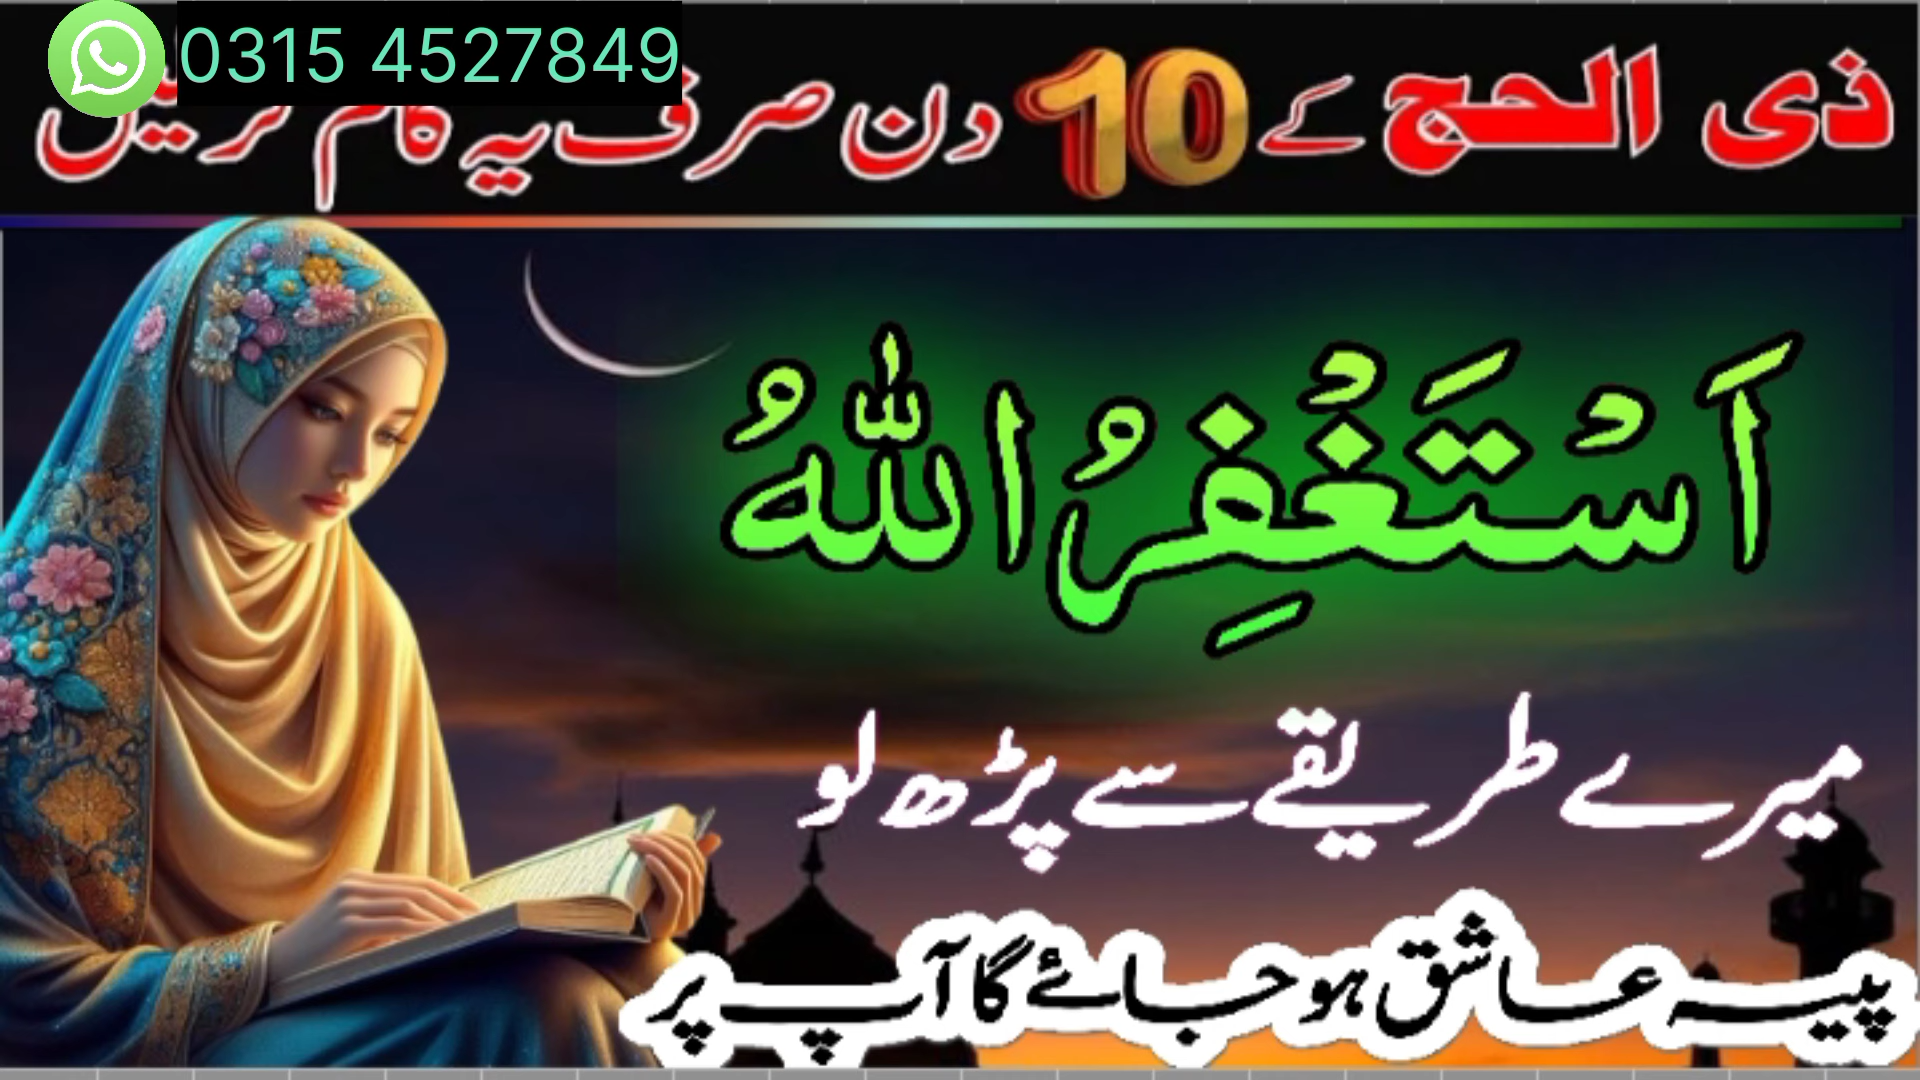 0315 4527849
ذی الحج کے 10 دن صرف یہ کام کرلیں
اَسْتَغْفِرُ اللّٰهُ
میرے طریقے سے پڑھ لو
پیسہ عاشق ہو جائے گا آپ پر